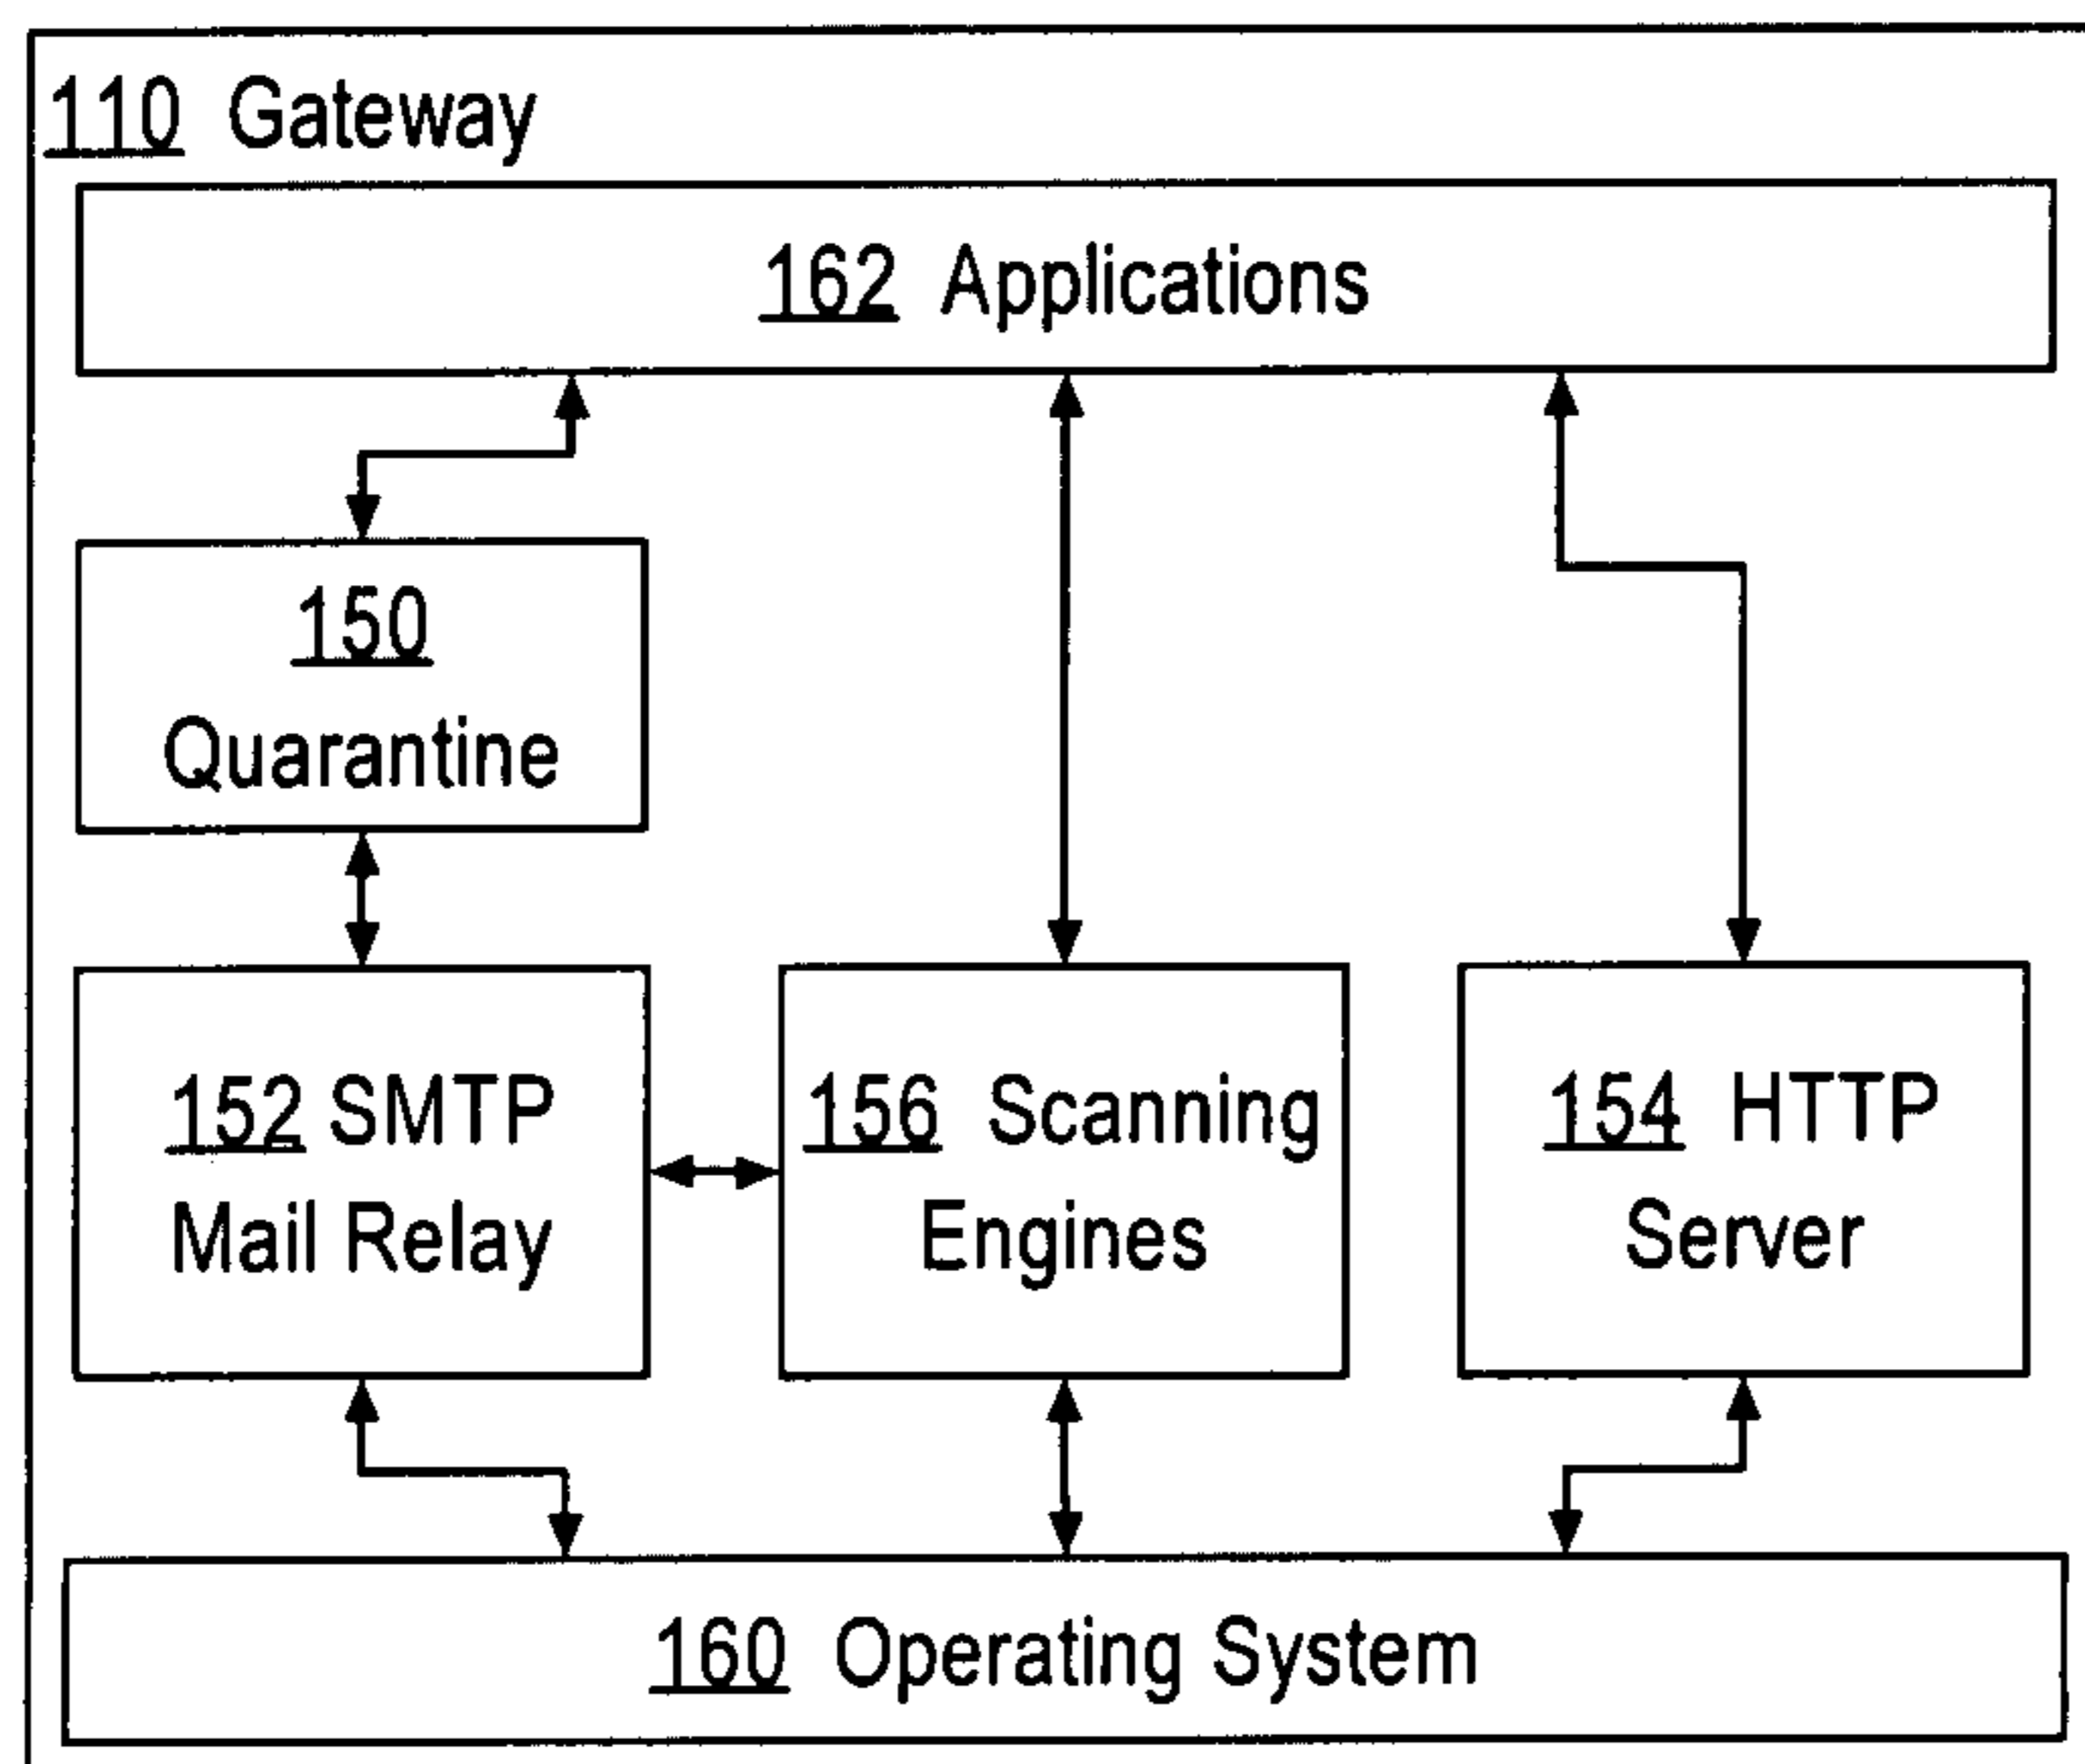 110 Gateway
162 Applications
150
Quarantine
152 SMTP
Mail Relay
156 Scanning
Engines
154 HTTP
Server
160 Operating System